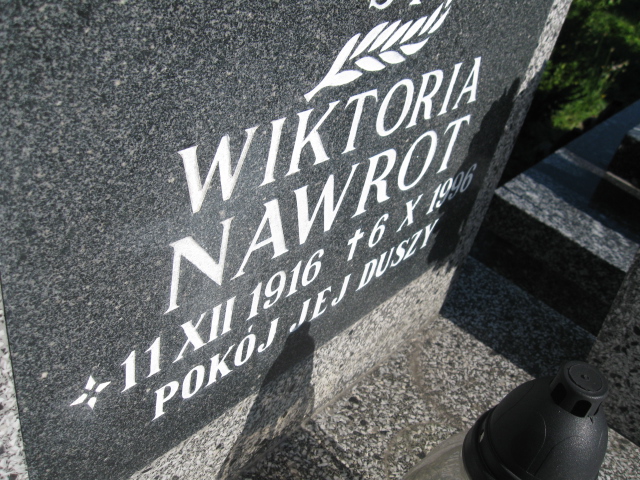 WIKTORIA
NAWROT
11 XII 1916 † 6 X 1996
POKÓJ JEJ DUSZY